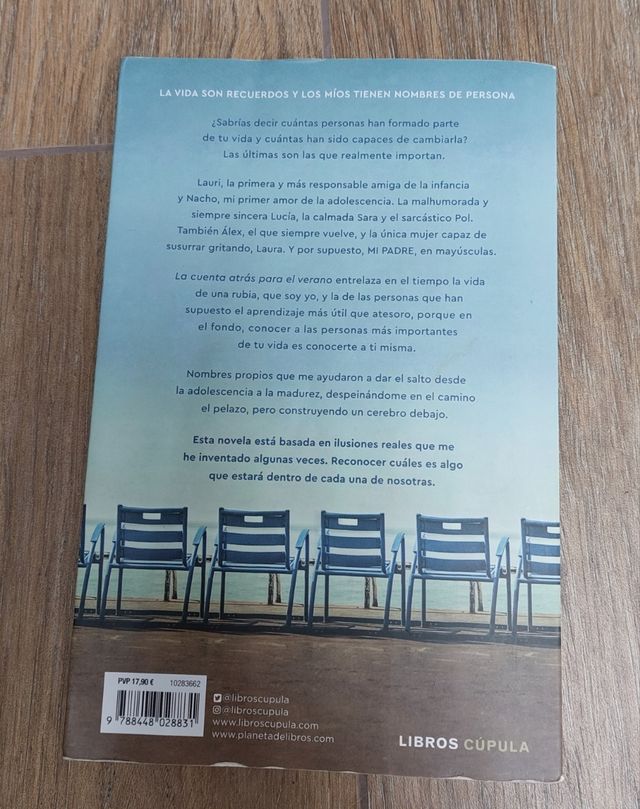 LA VIDA SON RECUERDOS Y LOS MÍOS TIENEN NOMBRES DE PERSONA
¿Sabrías decir cuántas personas han formado parte
de tu vida y cuántas han sido capaces de cambiarla?
Las últimas son las que realmente importan.
Lauri, la primera y más responsable amiga de la infancia
y Nacho, mi primer amor de la adolescencia. La malhumorada y
siempre sincera Lucía, la calmada Sara y el sarcástico Pol.
También Álex, el que siempre vuelve, y la única mujer capaz de
susurrar gritando, Laura. Y por supuesto, MI PADRE, en mayúsculas.
La cuenta atrás para el verano entrelaza en el tiempo la vida
de una rubia, que soy yo, y la de las personas que han
supuesto el aprendizaje más útil que atesoro, porque en
el fondo, conocer a las personas más importantes
de tu vida es conocerte a ti misma.
Nombres propios que me ayudaron a dar el salto desde
la adolescencia a la madurez, despeinándome en el camino
el pelazo, pero construyendo un cerebro debajo.
Esta novela está basada en ilusiones reales que me
he inventado algunas veces. Reconocer cuáles es algo
que estará dentro de cada una de nosotras.
PVP 17,90 € 10283662
9 788448 028831
@libroscupula
@libroscupula
www.libroscupula.com
www.planetadelibros.com
LIBROS CÚPULA